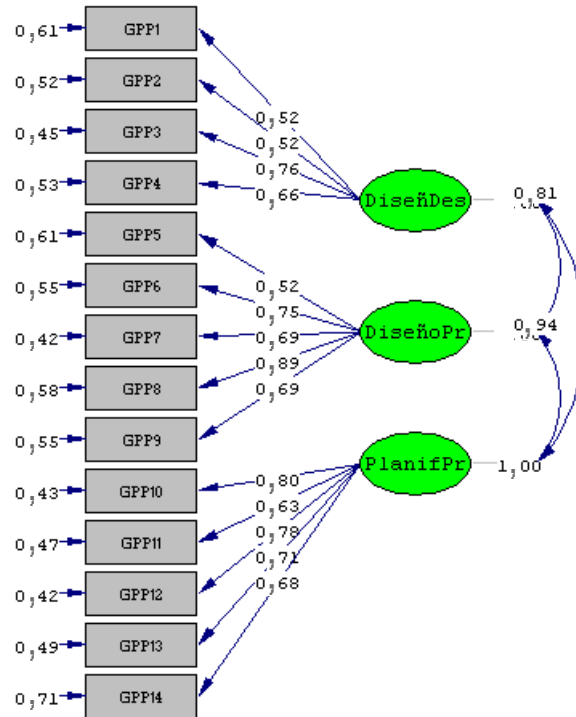 0,61 GPP1
0,52 GPP2
0,52
0,45 GPP3
0,52
0,76
0,53 GPP4
0,66
DiseñDes 0,81
0,61 GPP5
0,55 GPP6
0,52
0,75
0,42 GPP7
0,69
DiseñoPr 0,94
0,89
0,58 GPP8
0,69
0,55 GPP9
PlanifPr 1,00
0,43 GPP10
0,80
0,63
0,47 GPP11
0,78
0,71
0,42 GPP12
0,68
0,49 GPP13
0,71 GPP14